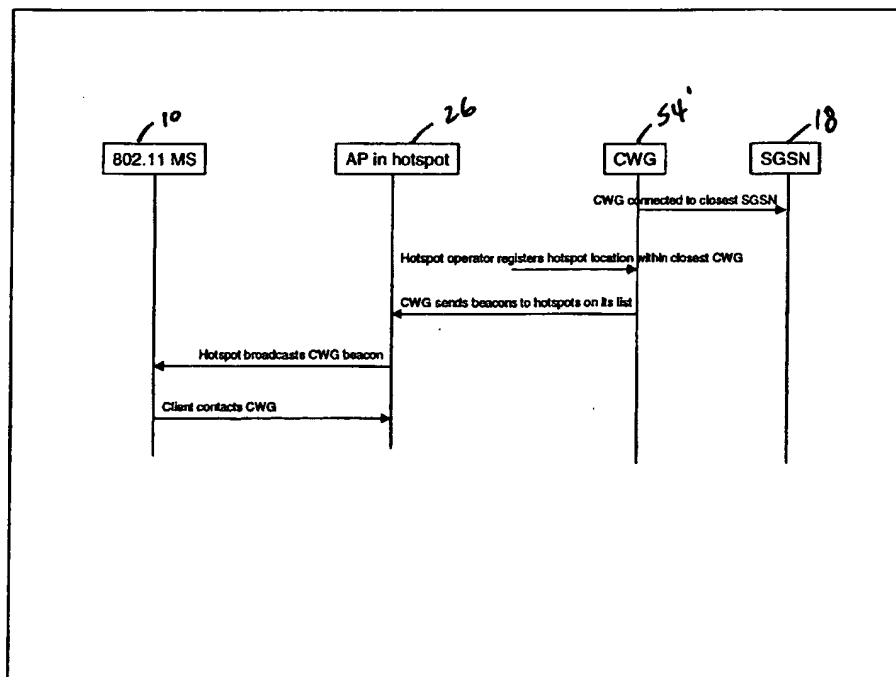 10
26
54'
18
802.11 MS
AP in hotspot
CWG
SGSN
CWG connected to closest SGSN
Hotspot operator registers hotspot location within closest CWG
CWG sends beacons to hotspots on its list
Hotspot broadcasts CWG beacon
Client contacts CWG